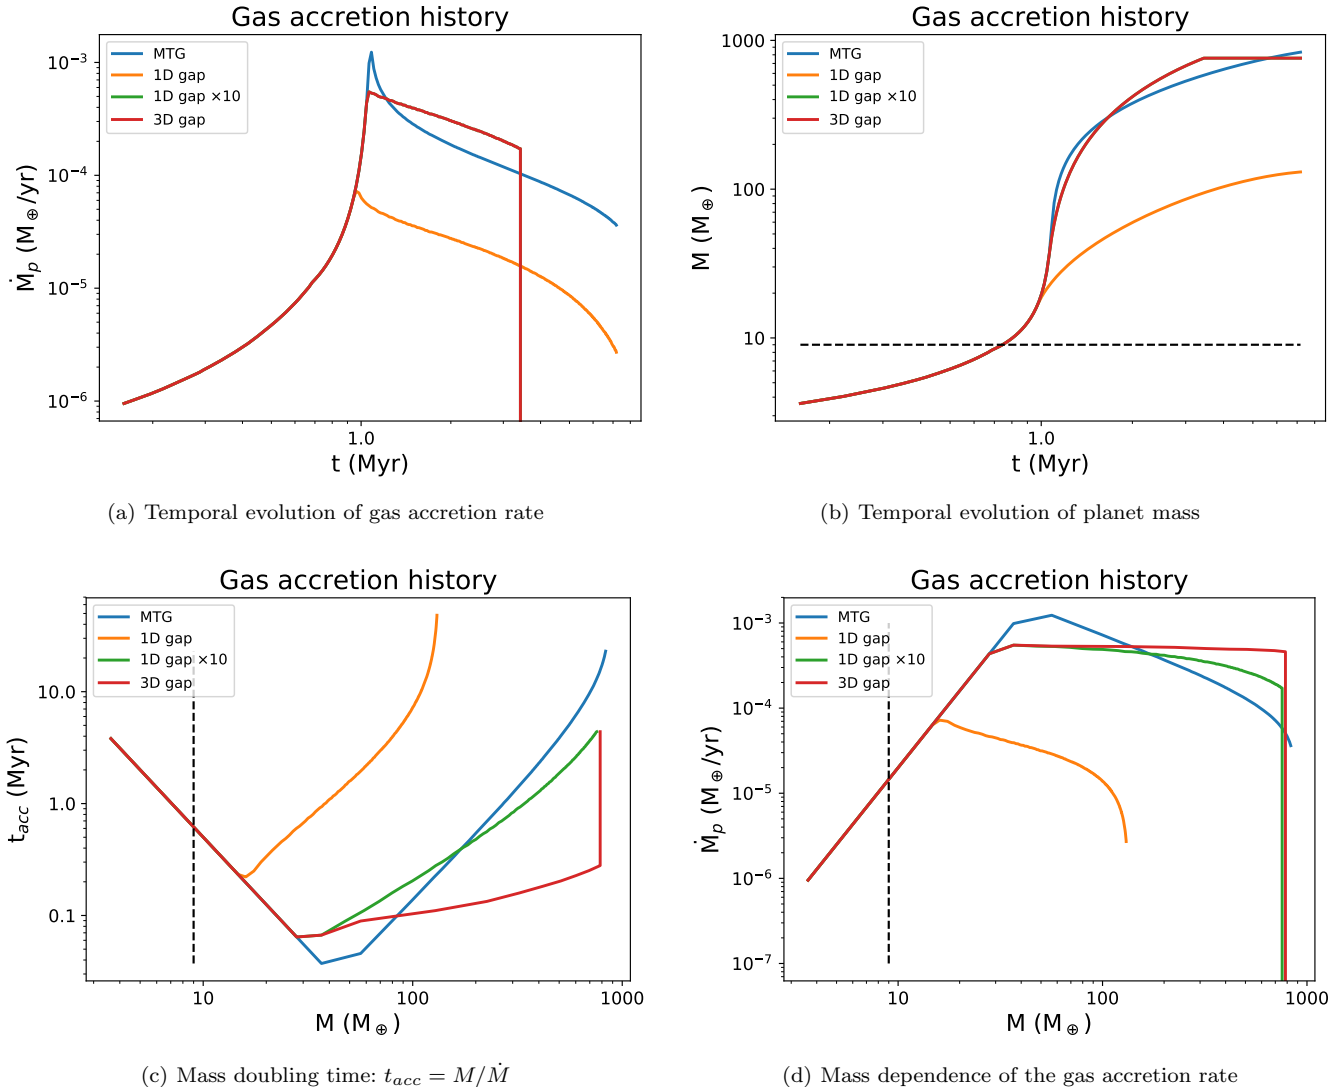 Gas accretion history
MTG
1D gap
1D gap ×10
3D gap
10⁻³
10⁻⁴
10⁻⁵
10⁻⁶
Ṁₚ (M⊕/yr)
1.0
t (Myr)
(a) Temporal evolution of gas accretion rate
Gas accretion history
MTG
1D gap
1D gap ×10
3D gap
1000
100
10
M (M⊕)
1.0
t (Myr)
(b) Temporal evolution of planet mass
Gas accretion history
MTG
1D gap
1D gap ×10
3D gap
10.0
1.0
0.1
t_acc (Myr)
10 100 1000
M (M⊕)
(c) Mass doubling time: t_acc = M/Ṁ
Gas accretion history
MTG
1D gap
1D gap ×10
3D gap
10⁻³
10⁻⁴
10⁻⁵
10⁻⁶
10⁻⁷
Ṁₚ (M⊕/yr)
10 100 1000
M (M⊕)
(d) Mass dependence of the gas accretion rate